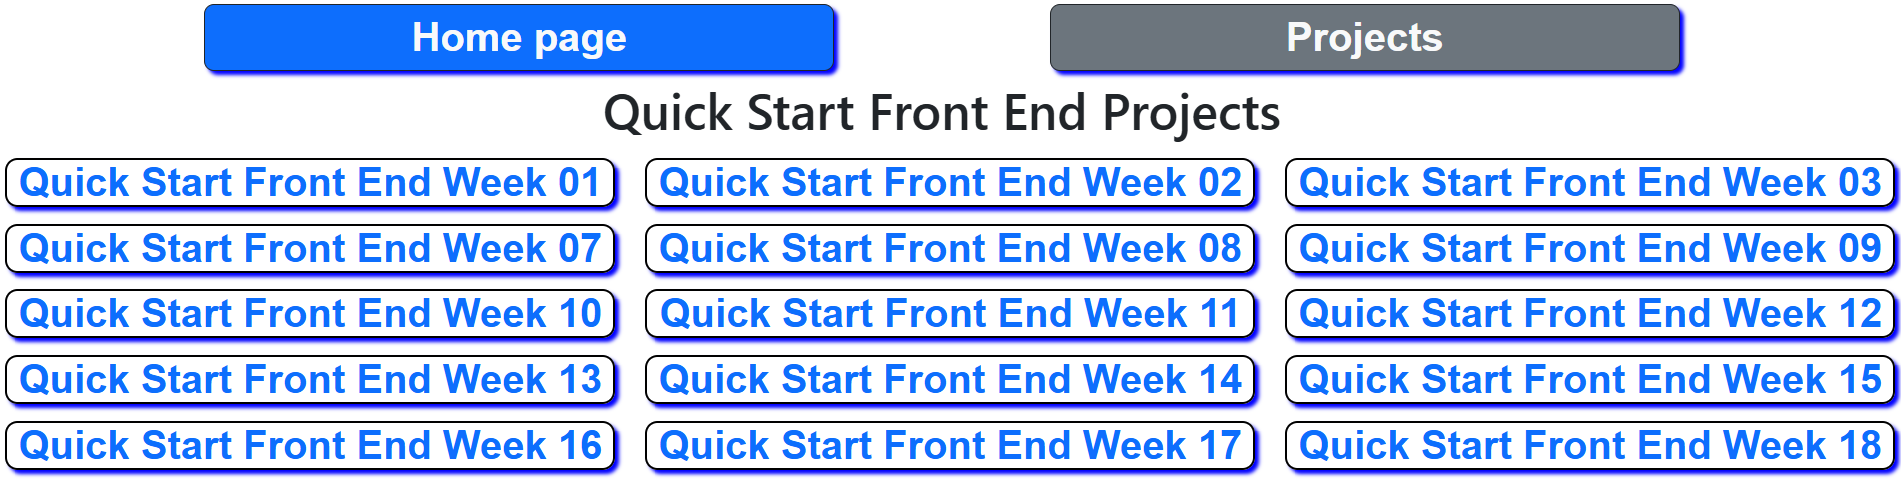 Home page Projects
Quick Start Front End Projects
Quick Start Front End Week 01 Quick Start Front End Week 02 Quick Start Front End Week 03
Quick Start Front End Week 07 Quick Start Front End Week 08 Quick Start Front End Week 09
Quick Start Front End Week 10 Quick Start Front End Week 11 Quick Start Front End Week 12
Quick Start Front End Week 13 Quick Start Front End Week 14 Quick Start Front End Week 15
Quick Start Front End Week 16 Quick Start Front End Week 17 Quick Start Front End Week 18